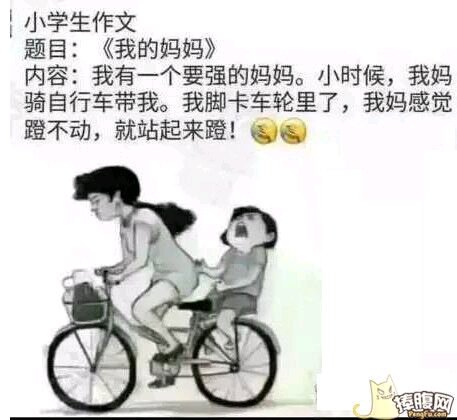 小学生作文
题目：《我的妈妈》
内容：我有一个要强的妈妈。小时候，我妈
骑自行车带我。我脚卡车轮里了，我妈感觉
蹬不动，就站起来蹬！
捧腹网
PengFu.com